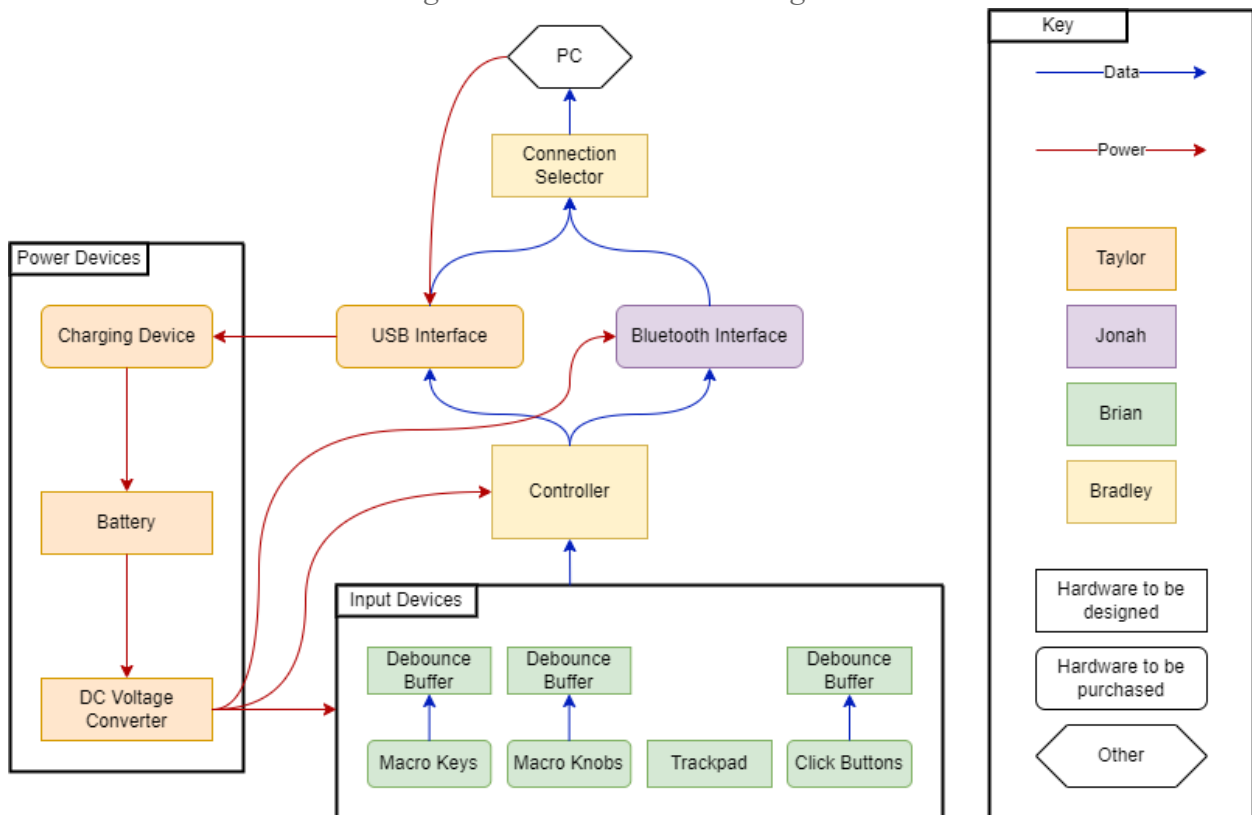 PC
Connection
Selector
Power Devices
Charging Device
USB Interface
Bluetooth Interface
Battery
Controller
DC Voltage
Converter
Input Devices
Debounce
Buffer
Debounce
Buffer
Debounce
Buffer
Macro Keys
Macro Knobs
Trackpad
Click Buttons
Key
Data
Power
Taylor
Jonah
Brian
Bradley
Hardware to be
designed
Hardware to be
purchased
Other